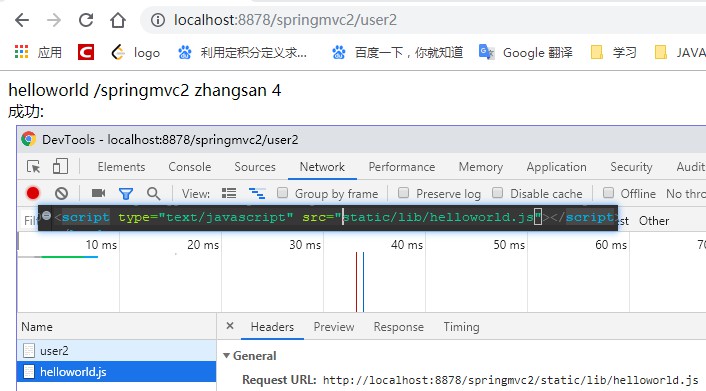 localhost:8878/springmvc2/user2
应用 C logo 利用定积分定义求... 百度一下，你就知道 Google 翻译 学习 JAVA
helloworld /springmvc2 zhangsan 4
成功:
DevTools - localhost:8878/springmvc2/user2
Elements Console Sources Network Performance Memory Application Security Audits
View: Group by frame Preserve log Disable cache Offline No thro
<script type="text/javascript" src="static/lib/helloworld.js"></script>
est Other
10 ms 20 ms 30 ms 40 ms 50 ms 60 ms 70
Name × Headers Preview Response Timing
user2
General
helloworld.js
Request URL: http://localhost:8878/springmvc2/static/lib/helloworld.js